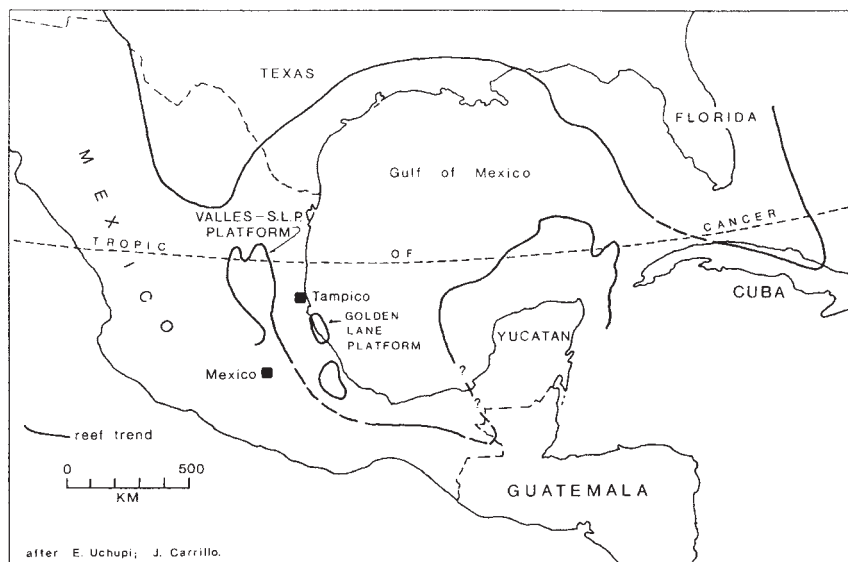 TEXAS
FLORIDA
Gulf of Mexico
MEXICO
VALLES-S.L.P.
PLATFORM
TROPIC OF CANCER
Tampico
CUBA
GOLDEN
LANE
PLATFORM
YUCATAN
Mexico
?
?
reef trend
0 500
KM
GUATEMALA
after E. Uchupi; J. Carrillo.